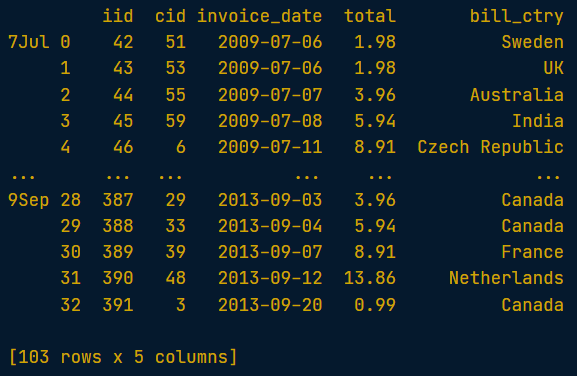 iid cid invoice_date total bill_ctry
7Jul 0 42 51 2009-07-06 1.98 Sweden
1 43 53 2009-07-06 1.98 UK
2 44 55 2009-07-07 3.96 Australia
3 45 59 2009-07-08 5.94 India
4 46 6 2009-07-11 8.91 Czech Republic
... ... ... ... ... ...
9Sep 28 387 29 2013-09-03 3.96 Canada
29 388 33 2013-09-04 5.94 Canada
30 389 39 2013-09-07 8.91 France
31 390 48 2013-09-12 13.86 Netherlands
32 391 3 2013-09-20 0.99 Canada
[103 rows x 5 columns]